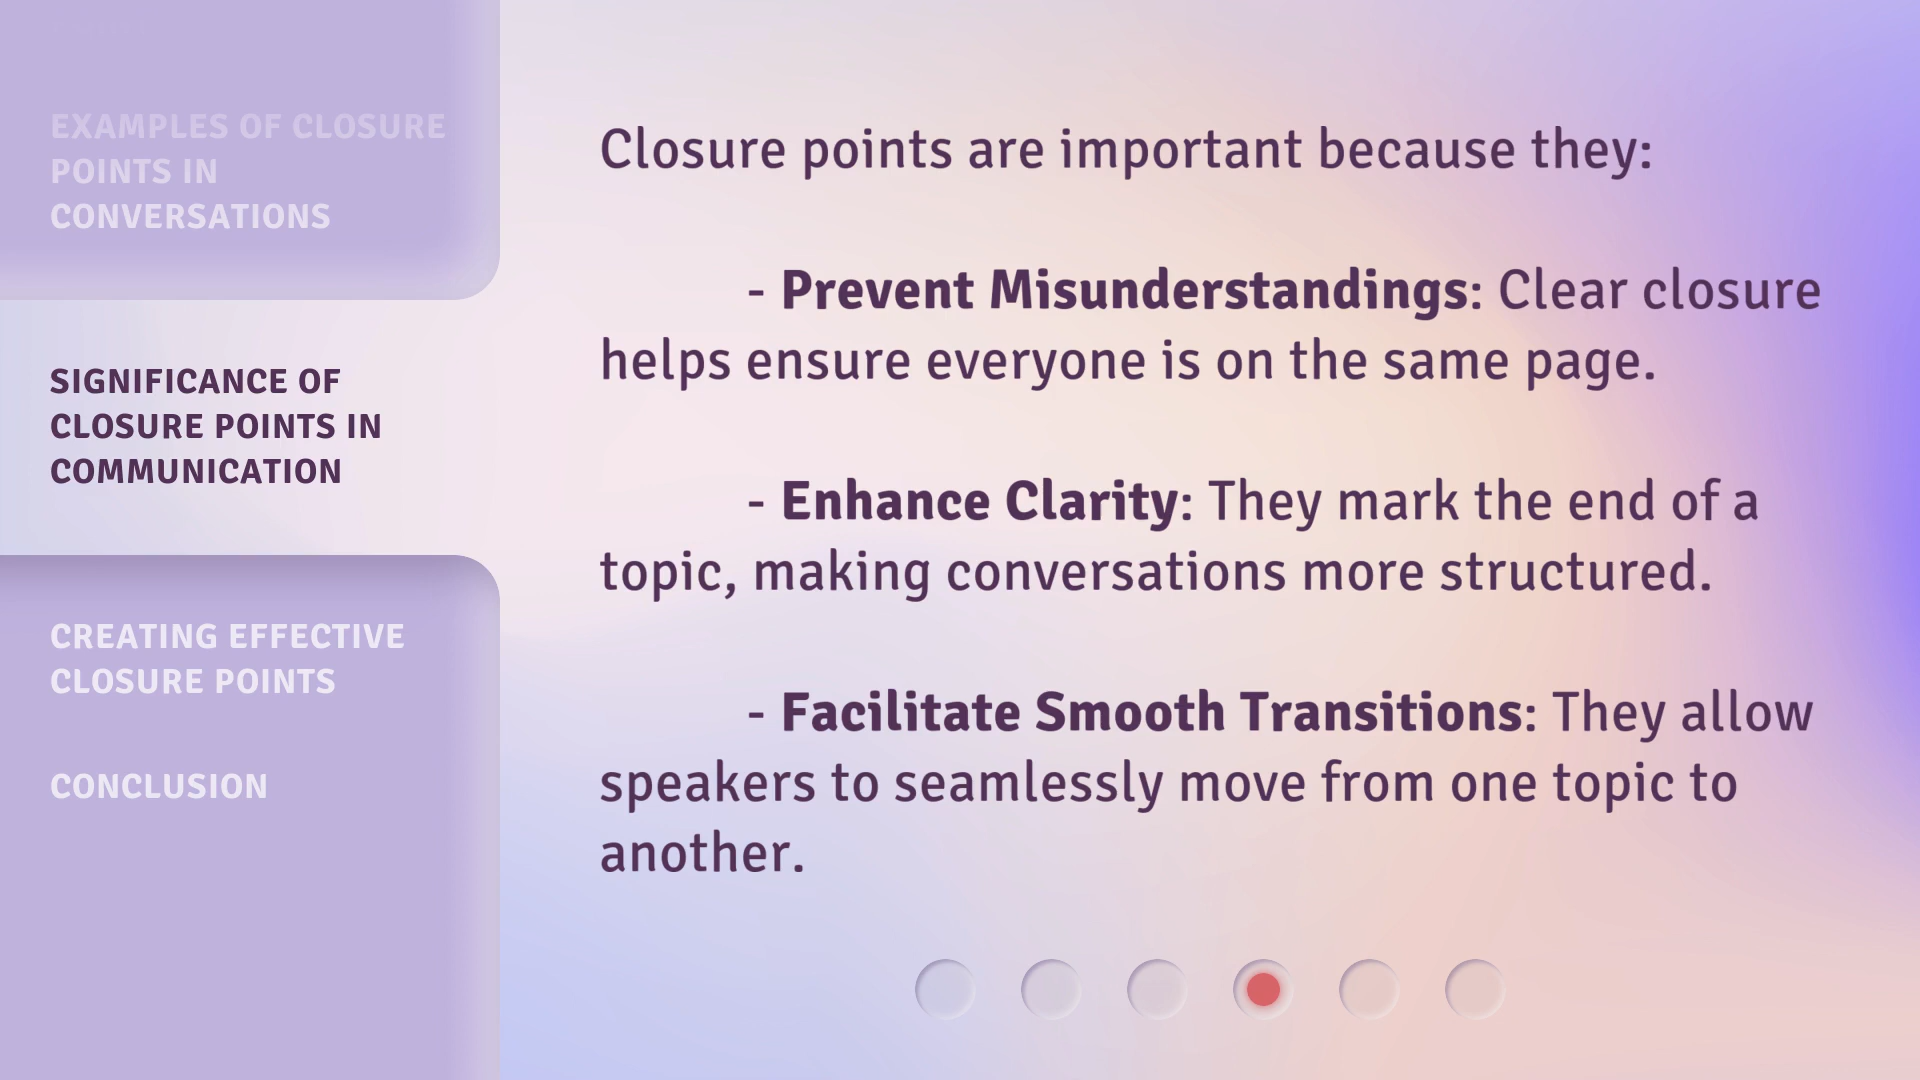 EXAMPLES OF CLOSURE
POINTS IN
CONVERSATIONS
SIGNIFICANCE OF
CLOSURE POINTS IN
COMMUNICATION
CREATING EFFECTIVE
CLOSURE POINTS
CONCLUSION
Closure points are important because they:
- Prevent Misunderstandings: Clear closure
helps ensure everyone is on the same page.
- Enhance Clarity: They mark the end of a
topic, making conversations more structured.
- Facilitate Smooth Transitions: They allow
speakers to seamlessly move from one topic to
another.